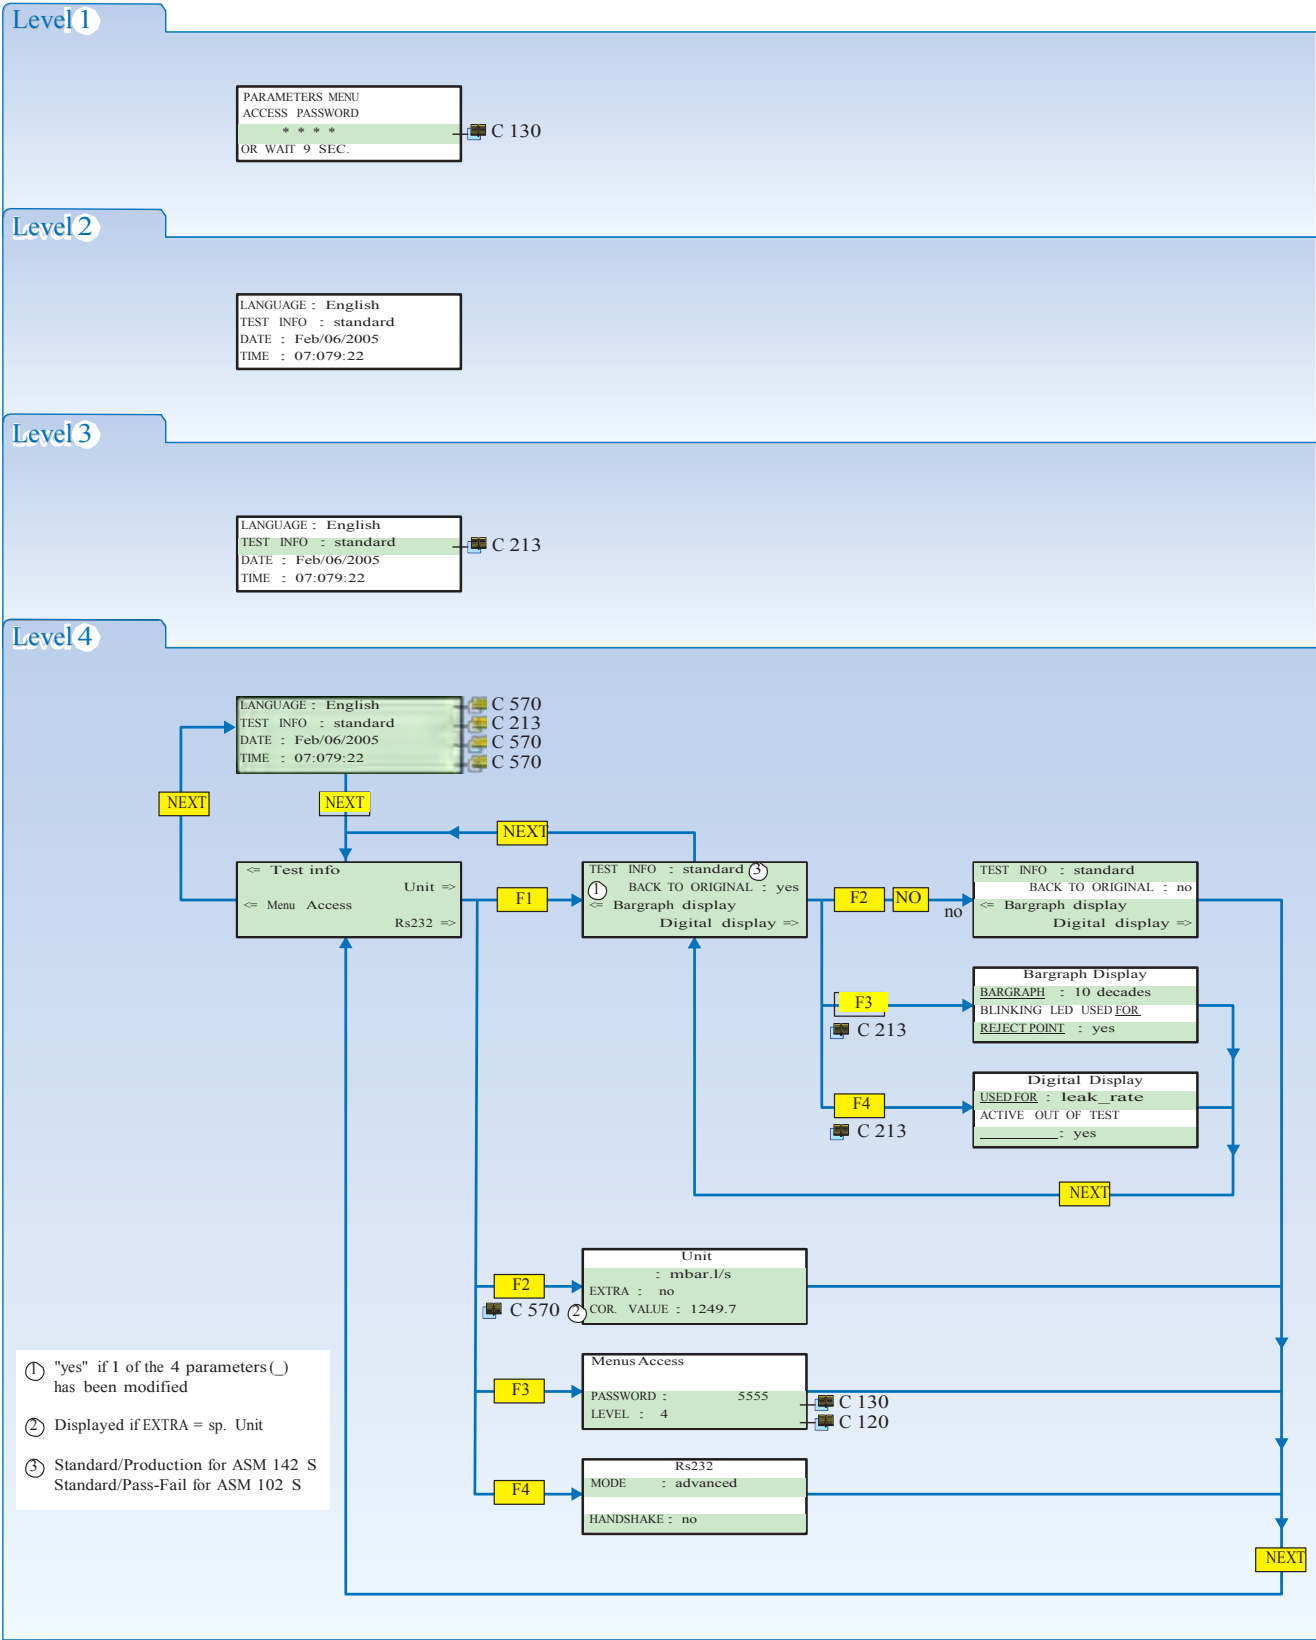 Level 1
PARAMETERS MENU
ACCESS PASSWORD
* * * *
OR WAIT 9 SEC.
C 130
Level 2
LANGUAGE : English
TEST INFO : standard
DATE : Feb/06/2005
TIME : 07:079:22
Level 3
LANGUAGE : English
TEST INFO : standard
DATE : Feb/06/2005
TIME : 07:079:22
C 213
Level 4
LANGUAGE : English
TEST INFO : standard
DATE : Feb/06/2005
TIME : 07:079:22
C 570
C 213
C 570
C 570
NEXT
NEXT
NEXT
<= Test info
Unit =>
<= Menu Access
Rs232 =>
F1
TEST INFO : standard 3
1 BACK TO ORIGINAL : yes
<= Bargraph display
Digital display =>
F2
NO
no
TEST INFO : standard
BACK TO ORIGINAL : no
<= Bargraph display
Digital display =>
F3
C 213
Bargraph Display
BARGRAPH : 10 decades
BLINKING LED USED FOR
REJECT POINT : yes
F4
C 213
Digital Display
USED FOR : leak_rate
ACTIVE OUT OF TEST
__________ : yes
NEXT
F2
C 570
2
Unit
: mbar.l/s
EXTRA : no
COR. VALUE : 1249.7
F3
Menus Access
PASSWORD : 5555
LEVEL : 4
C 130
C 120
F4
Rs232
MODE : advanced
HANDSHAKE : no
NEXT
1 "yes" if 1 of the 4 parameters (_)
has been modified
2 Displayed if EXTRA = sp. Unit
3 Standard/Production for ASM 142 S
Standard/Pass-Fail for ASM 102 S